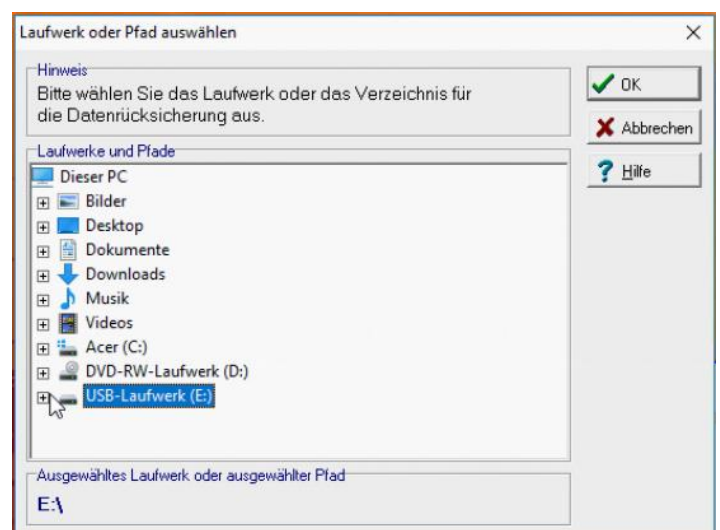 Laufwerk oder Pfad auswählen
Hinweis
Bitte wählen Sie das Laufwerk oder das Verzeichnis für
die Datenrücksicherung aus.
OK
Abbrechen
Hilfe
Laufwerke und Pfade
Dieser PC
Bilder
Desktop
Dokumente
Downloads
Musik
Videos
Acer (C:)
DVD-RW-Laufwerk (D:)
USB-Laufwerk (E:)
Ausgewähltes Laufwerk oder ausgewählter Pfad
E:\